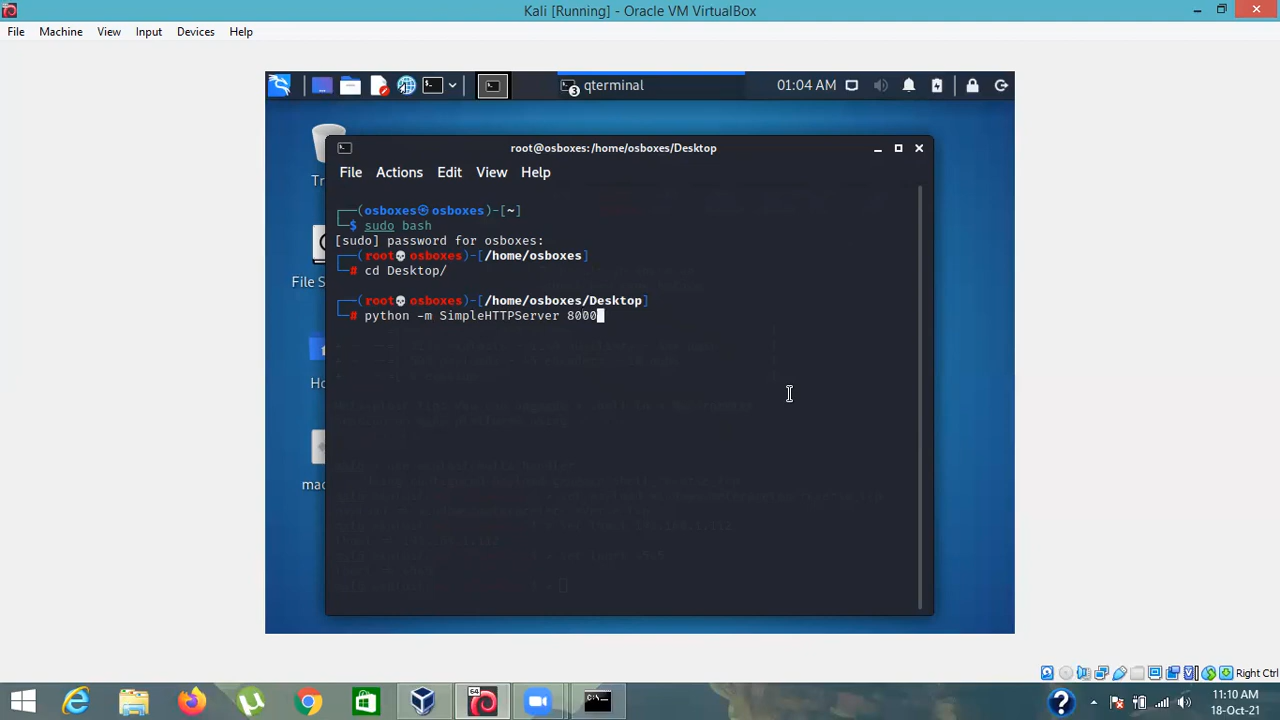 Kali [Running] - Oracle VM VirtualBox
File Machine View Input Devices Help
3 qterminal 01:04 AM
root@osboxes:/home/osboxes/Desktop
File Actions Edit View Help
┌──(osboxes㉿osboxes)-[~]
└─$ sudo bash
[sudo] password for osboxes:
┌──(root💀osboxes)-[/home/osboxes]
└─# cd Desktop/
┌──(root💀osboxes)-[/home/osboxes/Desktop]
└─# python -m SimpleHTTPServer 8000
Tr
File S
Ho
mac
Right Ctrl
64
11:10 AM
18-Oct-21